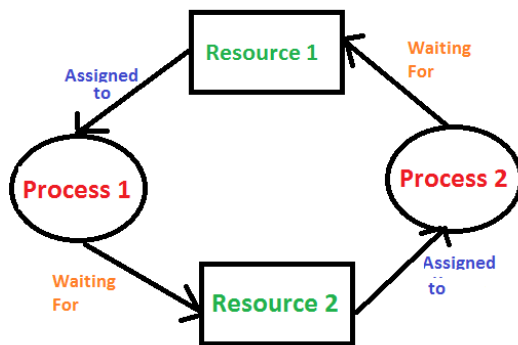 Resource 1
Waiting
For
Assigned
to
Process 1
Process 2
Waiting
For
Resource 2
Assigned
to